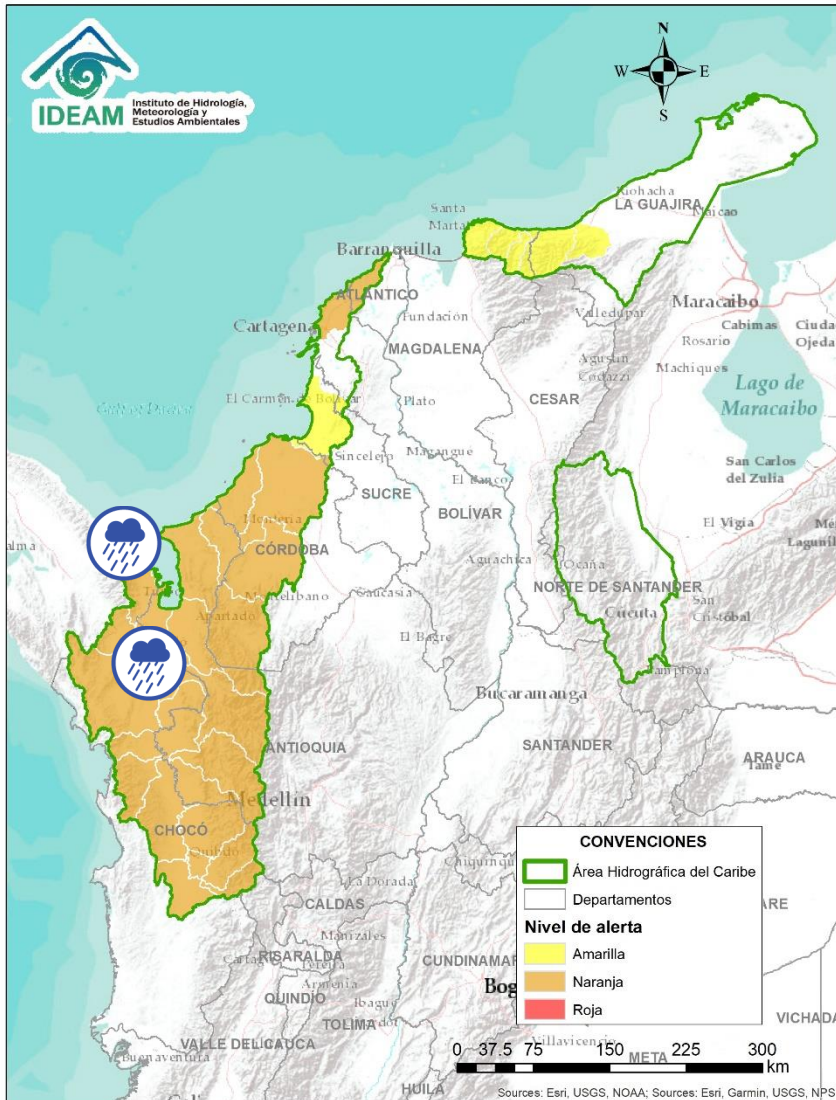 IDEAM
Instituto de Hidrología,
Meteorología y
Estudios Ambientales
N
W
E
S
Riohacha
LA GUAJIRA
Maicao
Santa
Marta
Barranquilla
ATLÁNTICO
Cartagena
Fundación
Valledupar
Maracaibo
Cabimas
Ciuda
Ojeda
Rosario
MAGDALENA
Machiques
Agustín
Codazzi
CESAR
Lago de
Maracaibo
El Carmen de Bolívar
Plato
San Carlos
del Zulia
Sincelejo
Magangué
El Banco
SUCRE
BOLÍVAR
El Vigía
Montería
CÓRDOBA
Aguachica
Ocaña
NORTE DE SANTANDER
Cúcuta
San
Cristóbal
Caucasia
Apartadó
El Bagre
Pamplona
Bucaramanga
ANTIOQUIA
SANTANDER
ARAUCA
Tame
Medellín
CHOCÓ
Quibdó
La Dorada
CALDAS
Manizales
RISARALDA
Pereira
Armenia
QUINDÍO
Ibagué
TOLIMA
CUNDINAMAR
Bog
VICHADA
Villavicencio
META
VALLE DEL CAUCA
Buenaventura
HUILA
CONVENCIONES
Área Hidrográfica del Caribe
Departamentos
Nivel de alerta
Amarilla
Naranja
Roja
0 37.5 75 150 225 300
km
Sources: Esri, USGS, NOAA; Sources: Esri, Garmin, USGS, NPS